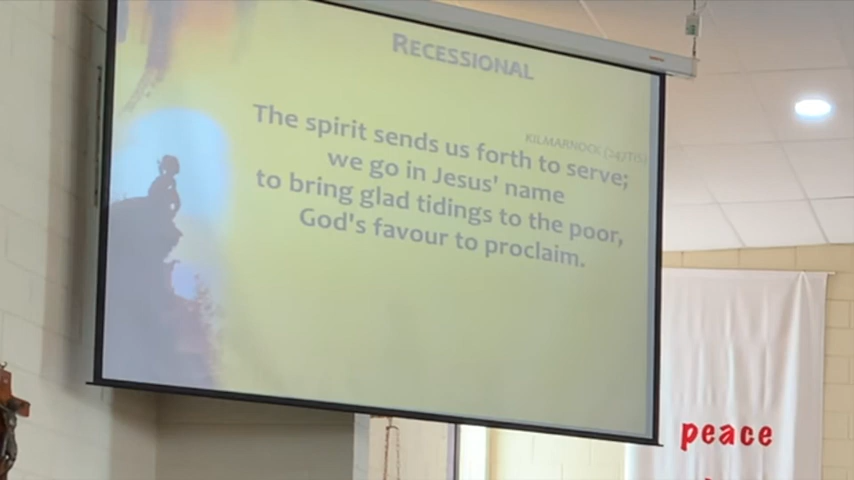 RECESSIONAL
KILMARNOCK
The spirit sends us forth to serve;
we go in Jesus' name
to bring glad tidings to the poor,
God's favour to proclaim.
peace